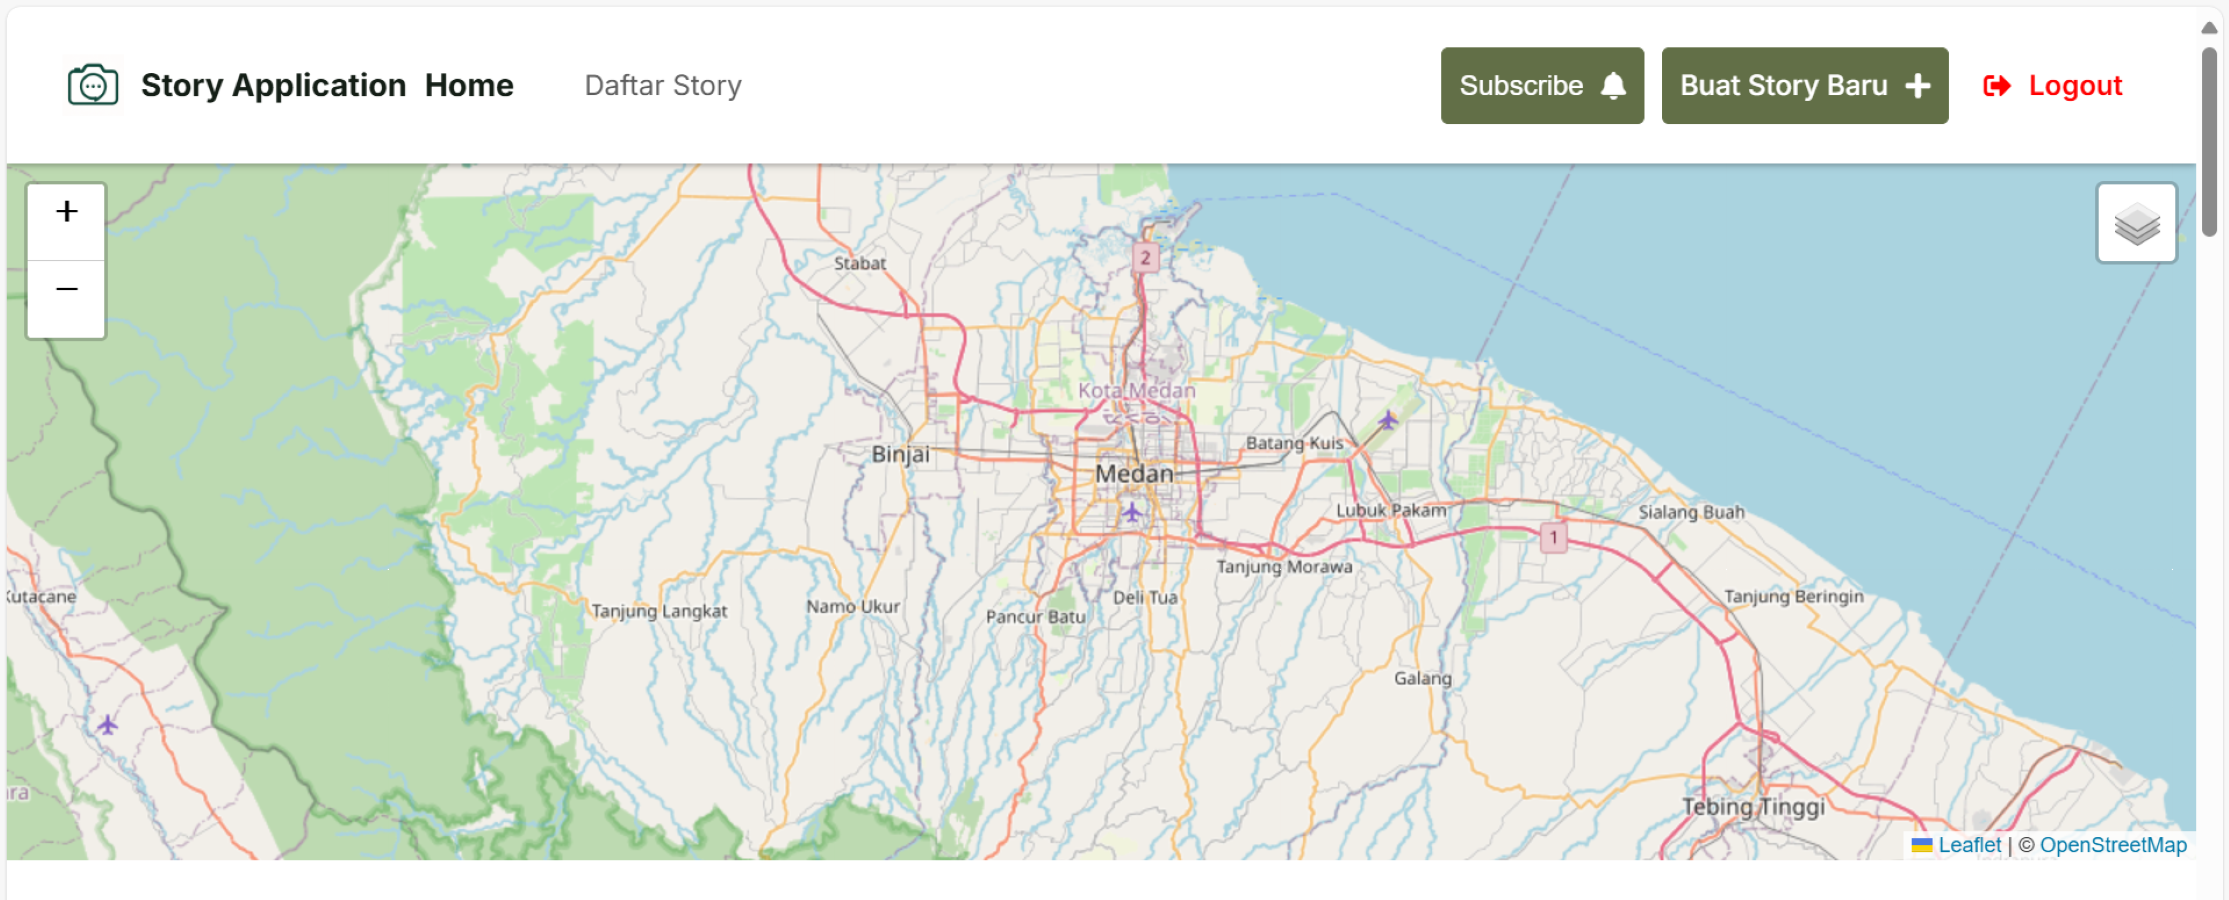 Story Application Home Daftar Story Subscribe Buat Story Baru + Logout
+
−
2
Stabat
Kota Medan
Batang Kuis
Binjai
Medan
Lubuk Pakam
Sialang Buah
1
Tanjung Morawa
Kutacane
Tanjung Beringin
Deli Tua
Namo Ukur
Tanjung Langkat
Pancur Batu
Galang
ara
Tebing Tinggi
Leaflet | © OpenStreetMap